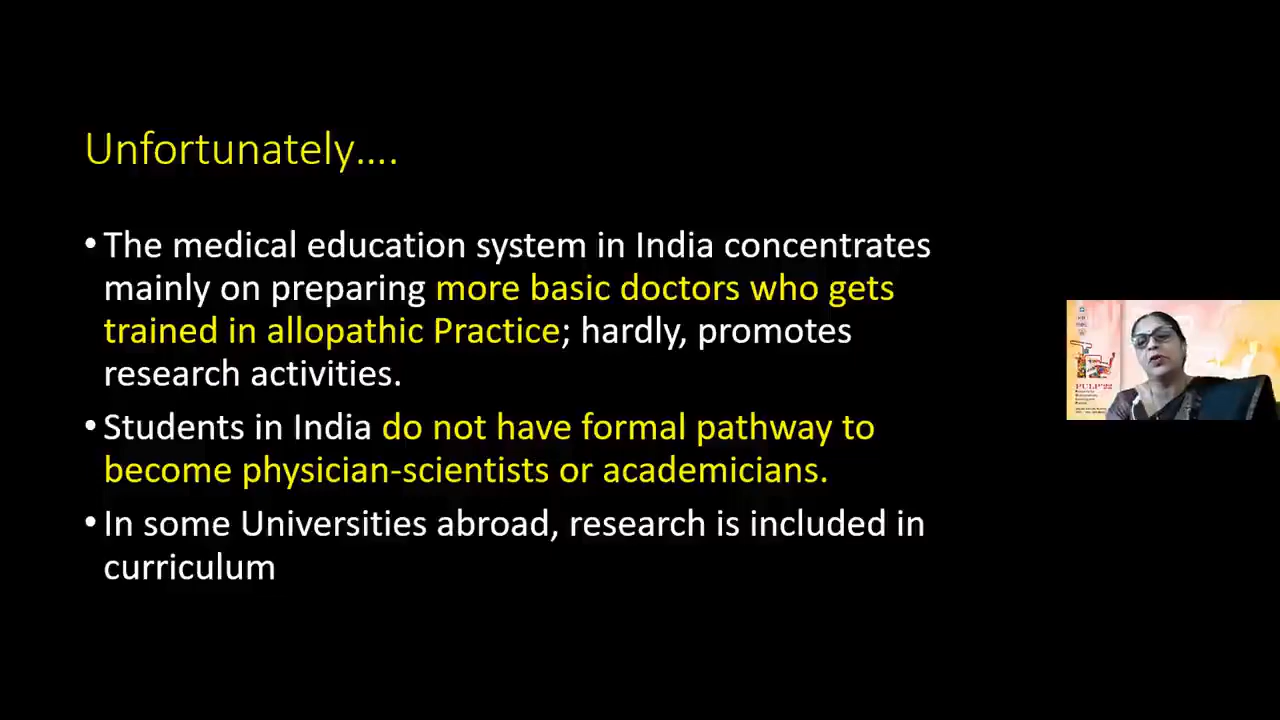 Unfortunately....
• The medical education system in India concentrates
mainly on preparing more basic doctors who gets
trained in allopathic Practice; hardly, promotes
research activities.
• Students in India do not have formal pathway to
become physician-scientists or academicians.
• In some Universities abroad, research is included in
curriculum
PULP'22